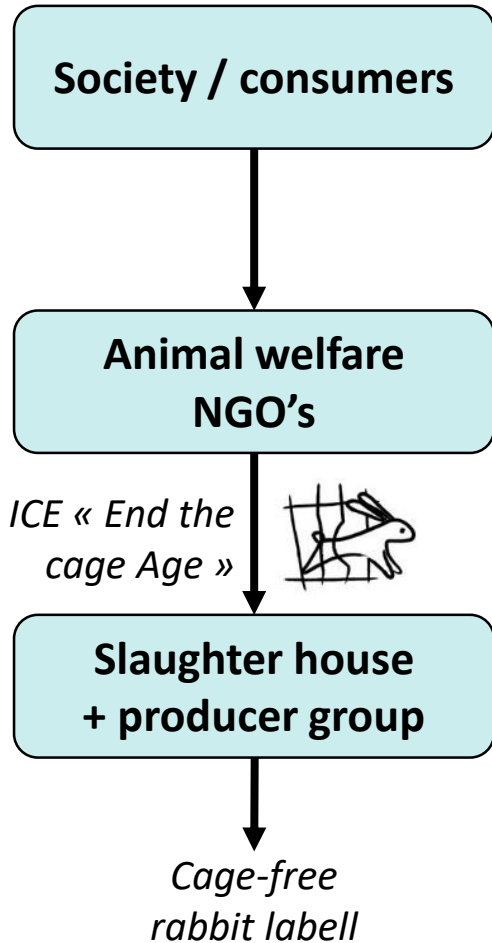 Society / consumers
Animal welfare
NGO’s
ICE « End the
cage Age »
Slaughter house
+ producer group
Cage-free
rabbit labell